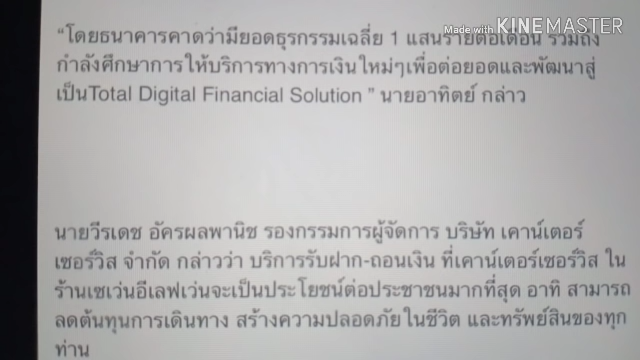 Made with KINEMASTER
“โดยธนาคารคาดว่ามียอดธุรกรรมเฉลี่ย 1 แสนรายต่อเดือน รวมถึง
กำลังศึกษาการให้บริการทางการเงินใหม่ๆเพื่อต่อยอดและพัฒนาสู่
เป็นTotal Digital Financial Solution ” นายอาทิตย์ กล่าว
นายวีรเดช อัครผลพานิช รองกรรมการผู้จัดการ บริษัท เคาน์เตอร์
เซอร์วิส จำกัด กล่าวว่า บริการรับฝาก-ถอนเงิน ที่เคาน์เตอร์เซอร์วิส ใน
ร้านเซเว่นอีเลฟเว่นจะเป็นประโยชน์ต่อประชาชนมากที่สุด อาทิ สามารถ
ลดต้นทุนการเดินทาง สร้างความปลอดภัยในชีวิต และทรัพย์สินของทุก
ท่าน